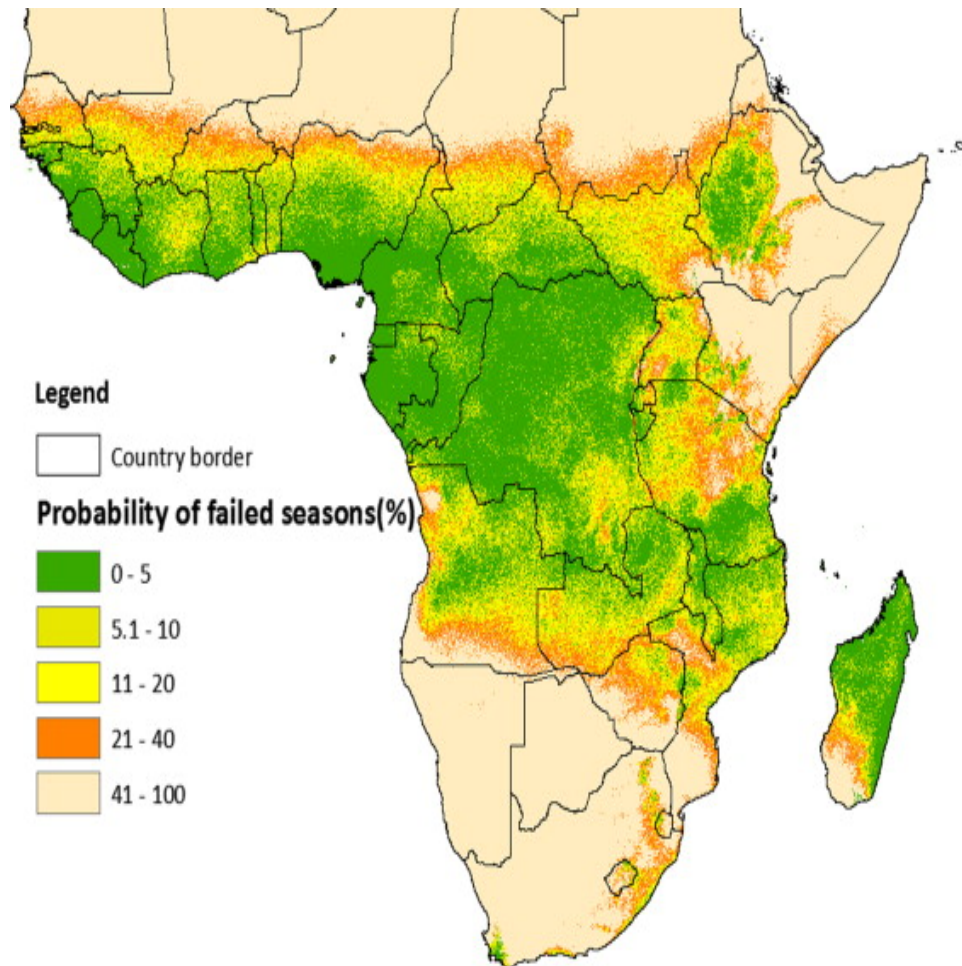 Legend
Country border
Probability of failed seasons(%)
0 - 5
5.1 - 10
11 - 20
21 - 40
41 - 100